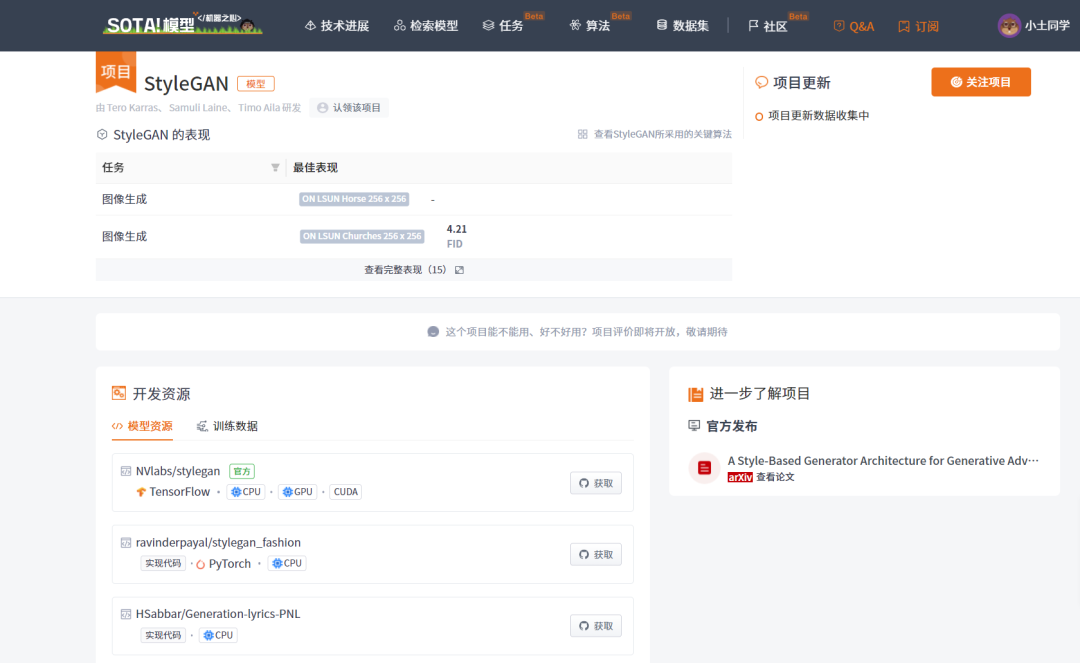 SOTA!模型 </机器之心>
技术进展 检索模型 任务 Beta 算法 Beta 数据集 社区 Beta Q&A 订阅 小土同学
项目
StyleGAN 模型
由 Tero Karras、 Samuli Laine、 Timo Aila 研发 认领该项目
StyleGAN 的表现 查看StyleGAN所采用的关键算法
任务 最佳表现
图像生成 ON LSUN Horse 256 x 256 -
图像生成 ON LSUN Churches 256 x 256 4.21
FID
查看完整表现（15）
项目更新 关注项目
项目更新数据收集中
这个项目能不能用、好不好用？项目评价即将开放，敬请期待
开发资源
模型资源 训练数据
NVlabs/stylegan 官方
TensorFlow · CPU · GPU · CUDA 获取
ravinderpayal/stylegan_fashion
实现代码 · PyTorch · CPU 获取
HSabbar/Generation-lyrics-PNL
实现代码 · CPU 获取
进一步了解项目
官方发布
A Style-Based Generator Architecture for Generative Adv···
arXiv 查看论文